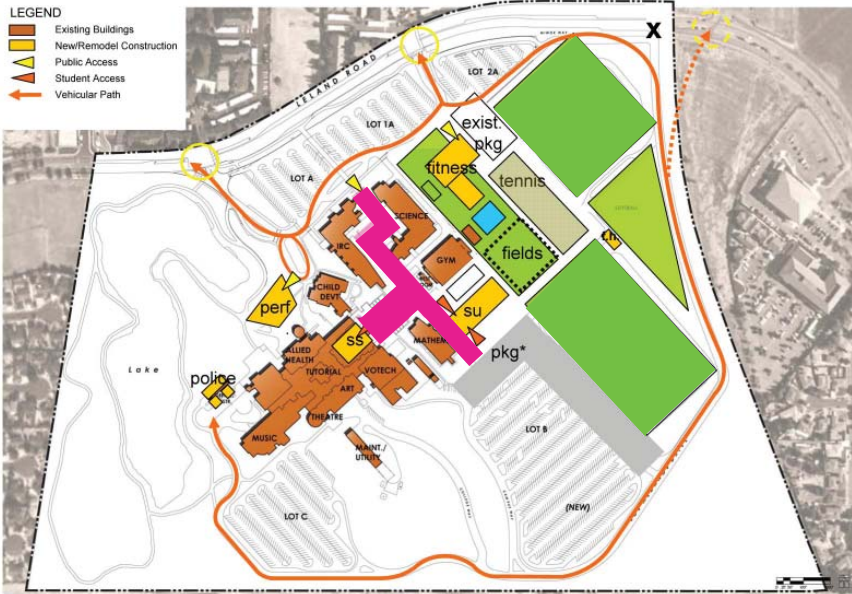 LEGEND
Existing Buildings
New/Remodel Construction
Public Access
Student Access
Vehicular Path
X
LELAND ROAD
LOT 2A
LOT 1A
LOT A
exist.
pkg
fitness
tennis
SCIENCE
IRC
GYM
fields
CHILD
DEVT
perf
su
ss
MATHEM
pkg*
ALLIED
HEALTH
TUTORIAL
VOTECH
ART
THEATRE
MUSIC
police
Lake
MAINT./
UTILITY
LOT B
LOT C
(NEW)